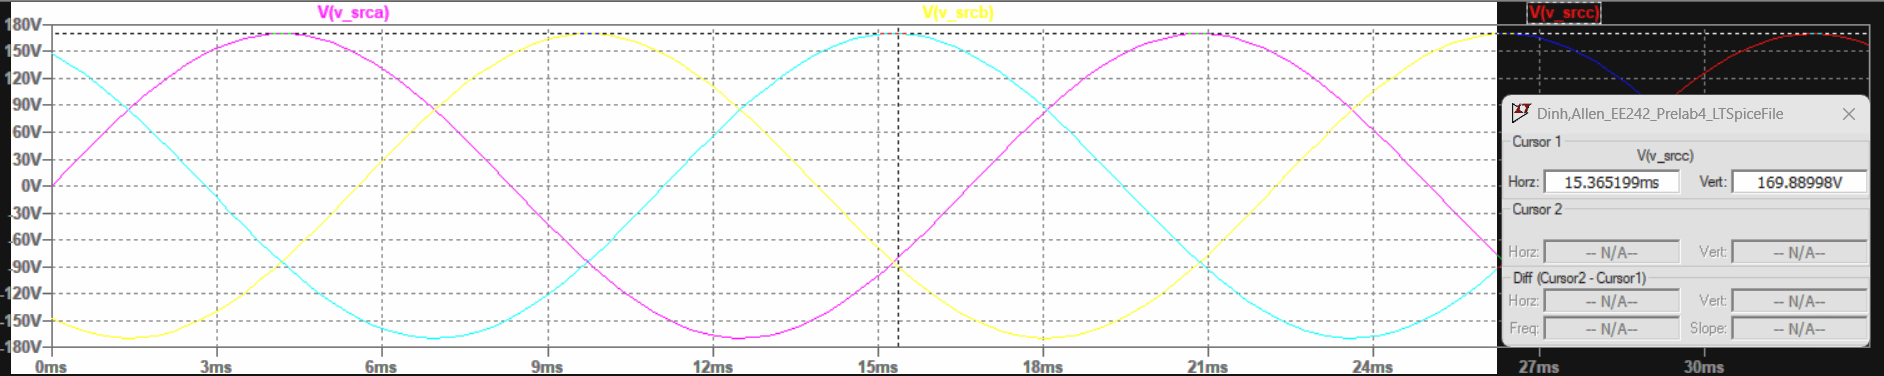 V(v_srca) V(v_srcb) V(v_srcc)
180V
150V
120V
90V
60V
30V
0V
-30V
-60V
-90V
-120V
-150V
-180V
0ms 3ms 6ms 9ms 12ms 15ms 18ms 21ms 24ms 27ms 30ms
Dinh,Allen_EE242_Prelab4_LTSpiceFile
Cursor 1
V(v_srcc)
Horz: 15.365199ms Vert: 169.88998V
Cursor 2
Horz: -- N/A-- Vert: -- N/A--
Diff (Cursor2 - Cursor1)
Horz: -- N/A-- Vert: -- N/A--
Freq: -- N/A-- Slope: -- N/A--